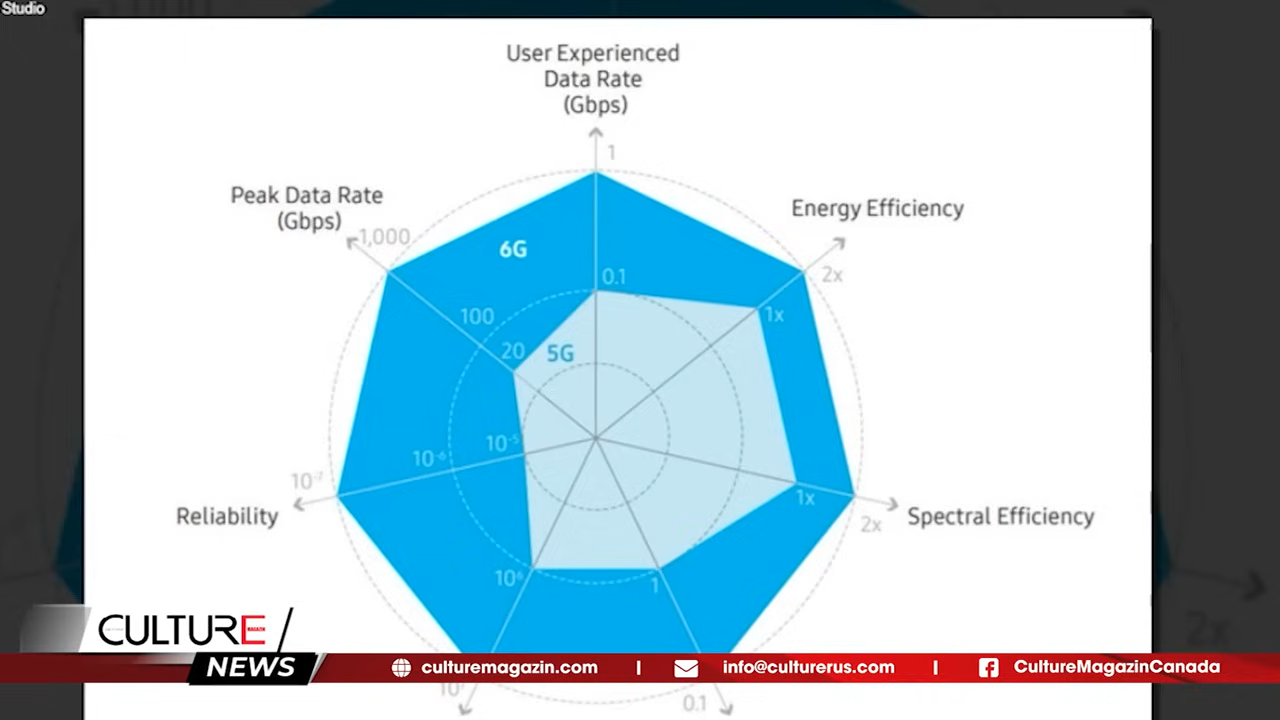 Studio
User Experienced
Data Rate
(Gbps)
1
Peak Data Rate
(Gbps)
1,000
Energy Efficiency
2x
6G
0.1
100
1x
20
5G
10⁻⁵
10⁻⁶
10⁻⁷
Reliability
1x
Spectral Efficiency
2x
10⁶
1
CULTURE
NEWS
culturemagazin.com | info@culturerus.com | CultureMagazinCanada
0.1
2x